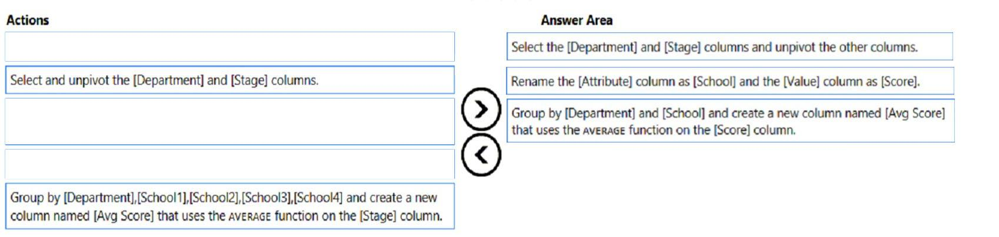 Actions
Answer Area
Select the [Department] and [Stage] columns and unpivot the other columns.
Select and unpivot the [Department] and [Stage] columns.
Rename the [Attribute] column as [School] and the [Value] column as [Score].
Group by [Department] and [School] and create a new column named [Avg Score]
that uses the AVERAGE function on the [Score] column.
Group by [Department],[School1],[School2],[School3],[School4] and create a new
column named [Avg Score] that uses the AVERAGE function on the [Stage] column.